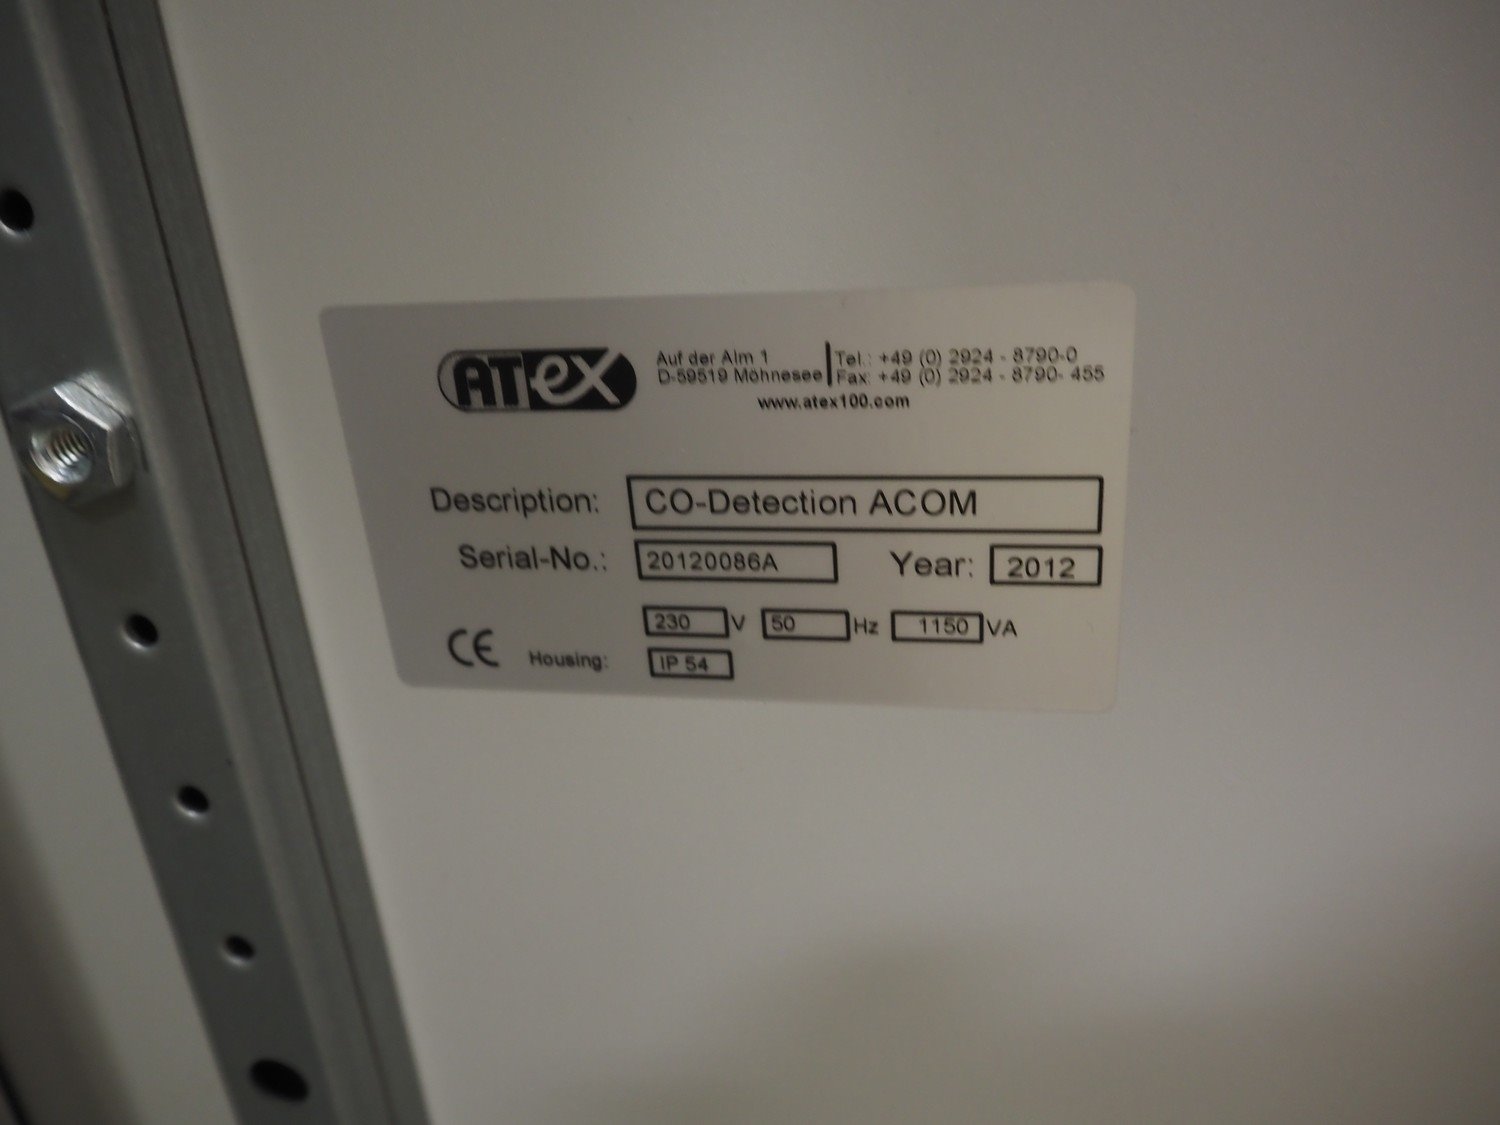 ATEX
Auf der Alm 1
D-59519 Möhnesee
Tel.: +49 (0) 2924 - 8790-0
Fax: +49 (0) 2924 - 8790- 455
www.atex100.com
Description: CO-Detection ACOM
Serial-No.: 20120086A Year: 2012
230 V 50 Hz 1150 VA
CE Housing: IP 54